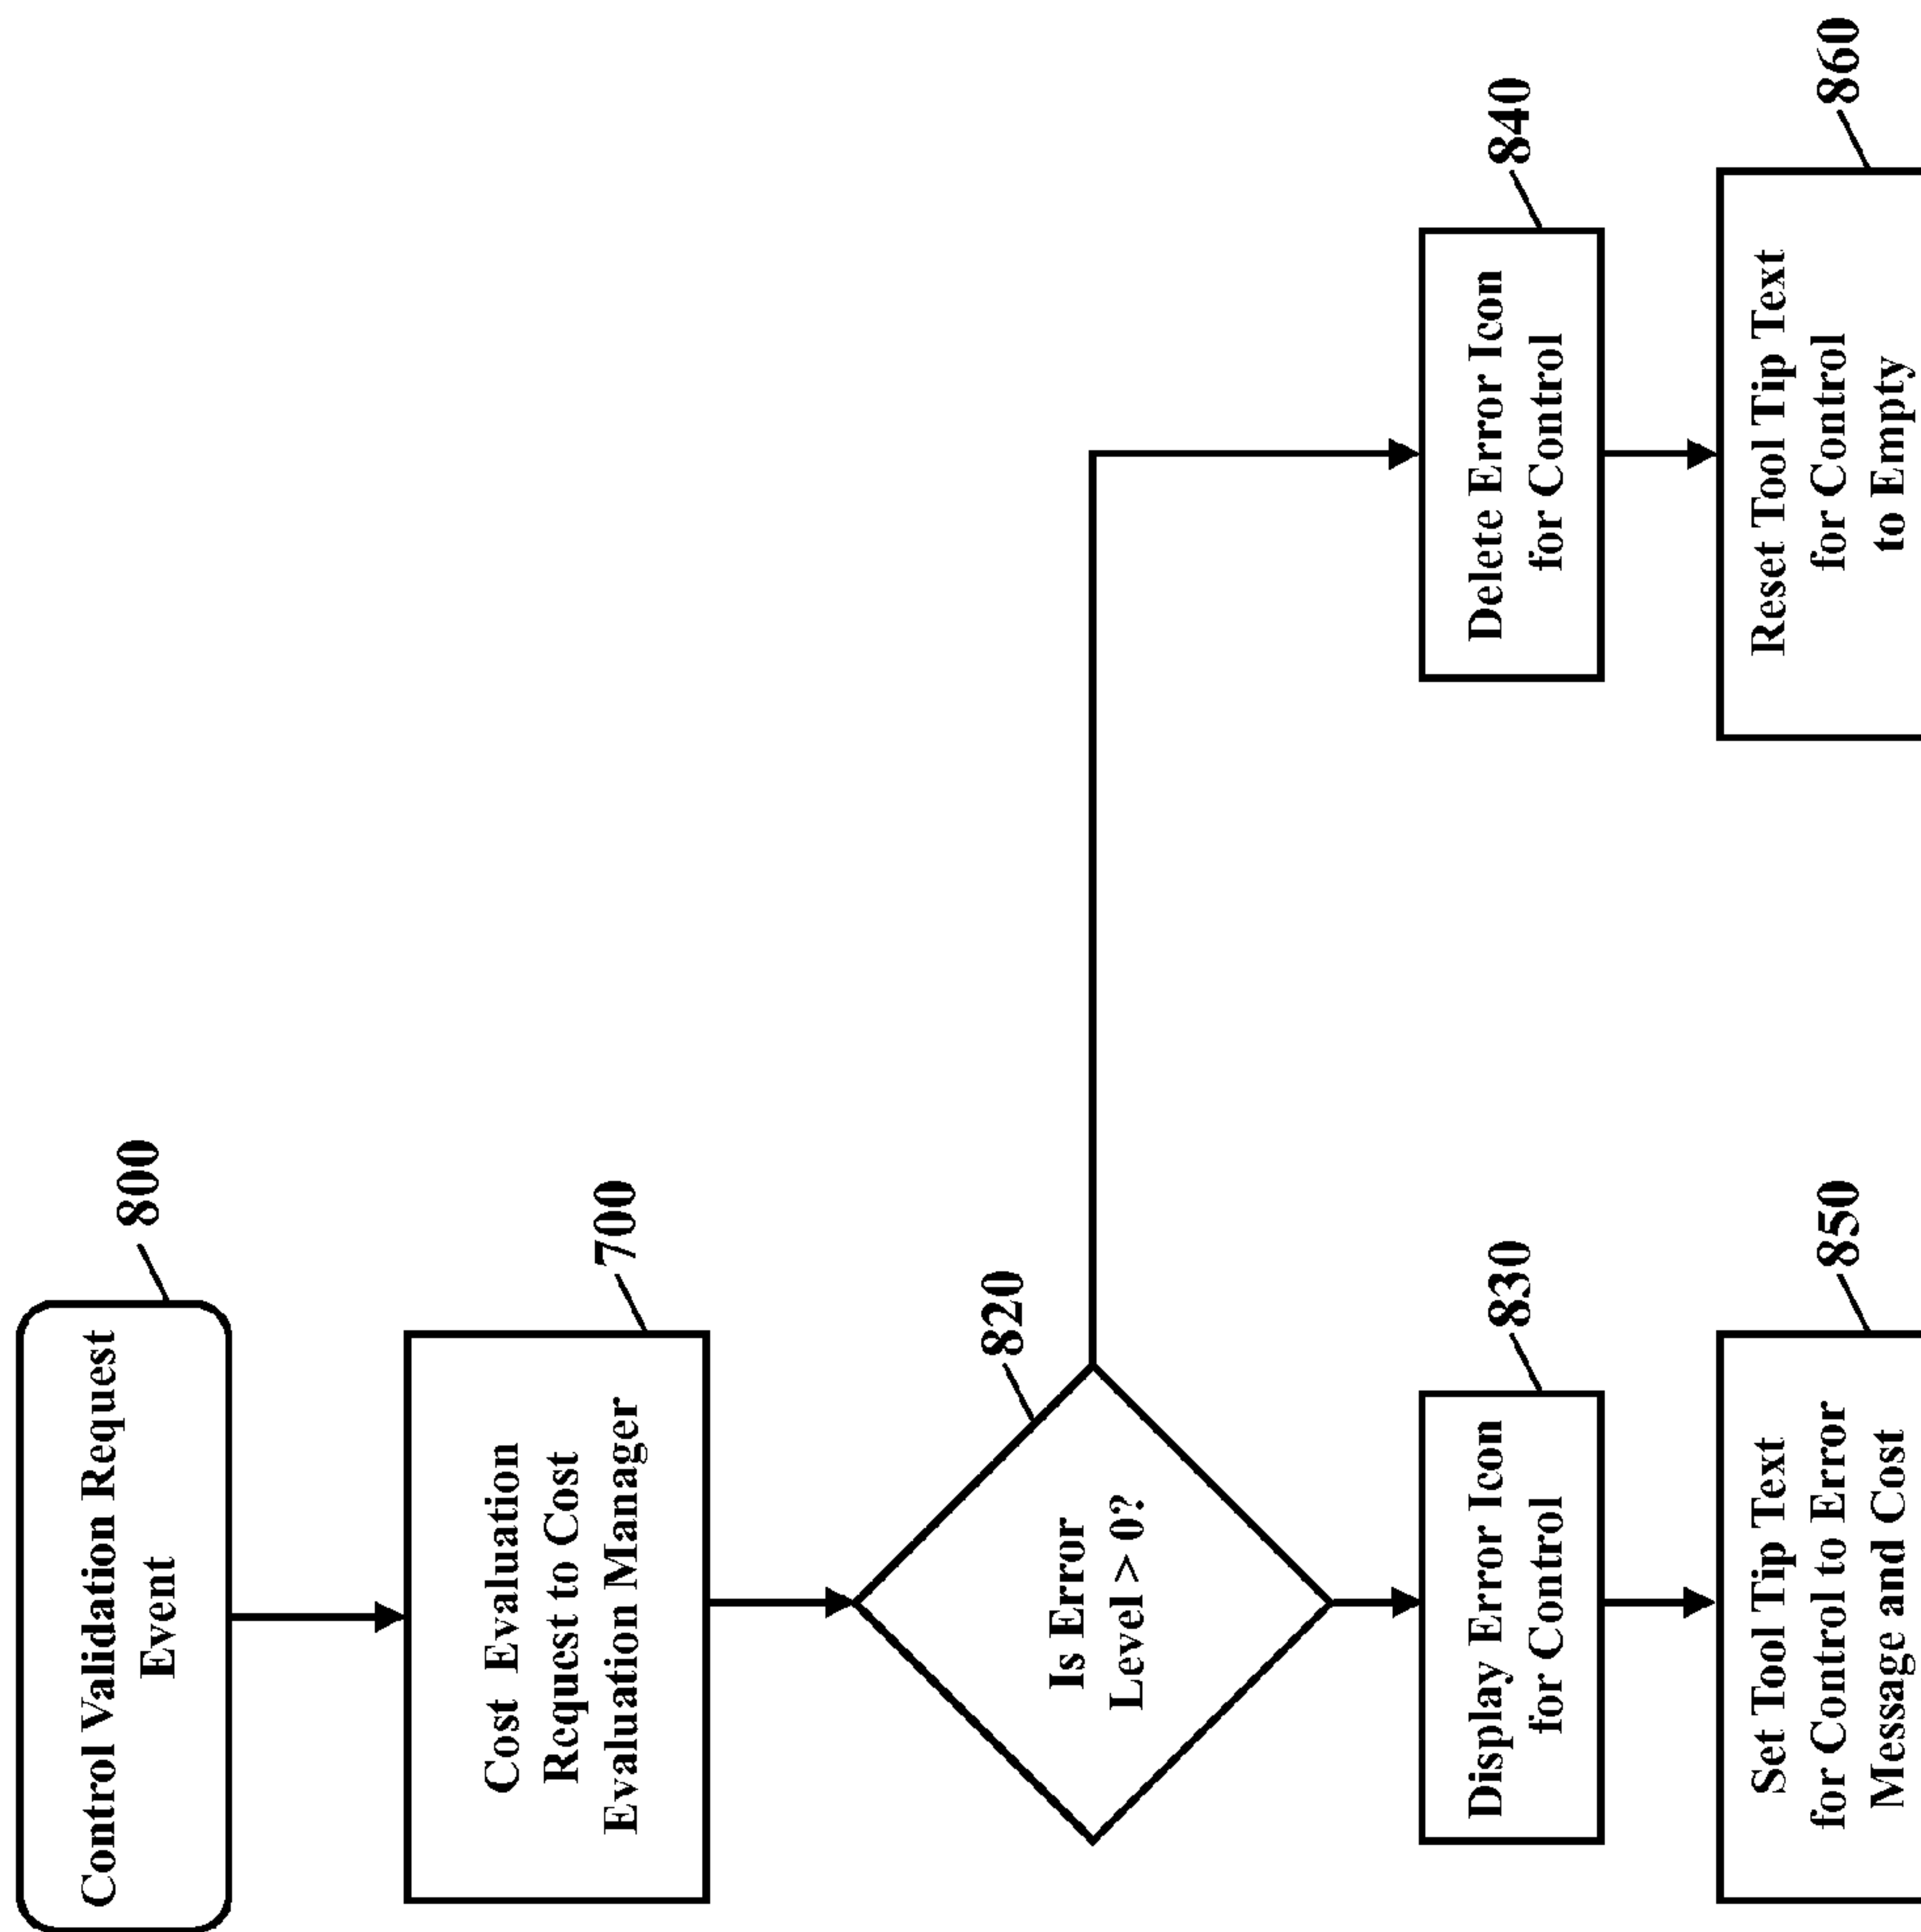 Control Validation Request
Event
800
Cost Evaluation
Request to Cost
Evaluation Manager
700
Is Error
Level > 0?
820
Display Error Icon
for Control
830
Delete Error Icon
for Control
840
Set Tool Tip Text
for Control to Error
Message and Cost
850
Reset Tool Tip Text
for Control
to Empty
860